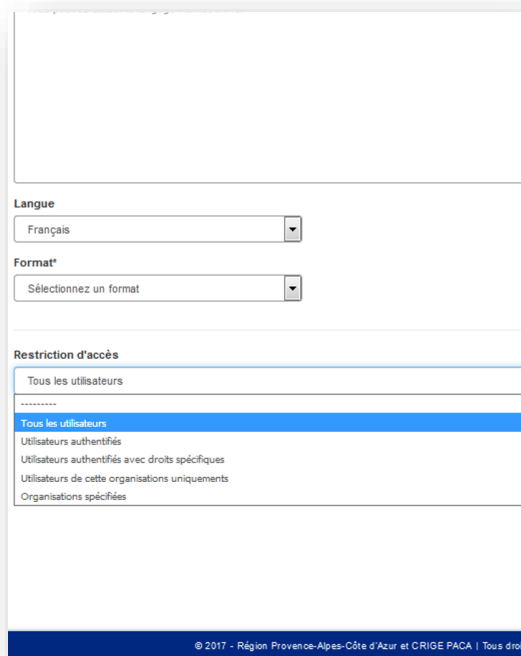 Langue
Français
Format*
Sélectionnez un format
Restriction d'accès
Tous les utilisateurs
---------
Tous les utilisateurs
Utilisateurs authentifiés
Utilisateurs authentifiés avec droits spécifiques
Utilisateurs de cette organisations uniquements
Organisations spécifiées
© 2017 - Région Provence-Alpes-Côte d'Azur et CRIGE PACA | Tous